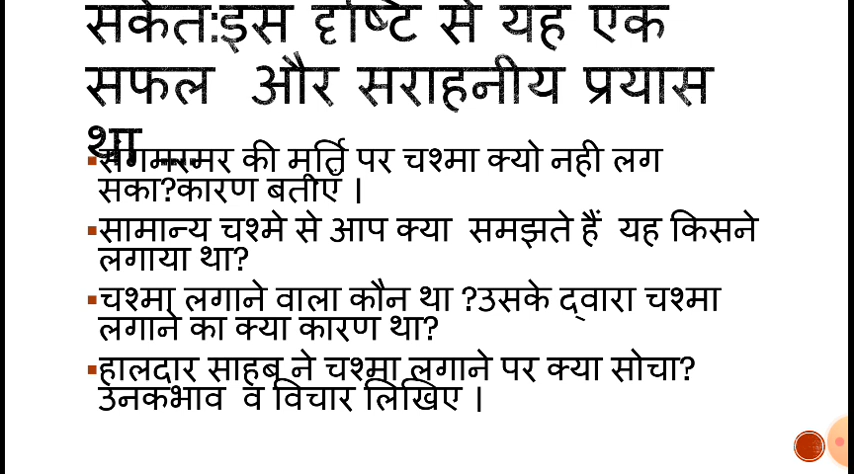 संकेत:इस दृष्टि से यह एक
सफल और सराहनीय प्रयास
था ...
▪संगमरमर की मूर्ति पर चश्मा क्यो नही लग
सका?कारण बताएँ |
▪सामान्य चश्मे से आप क्या समझते हैं यह किसने
लगाया था?
▪चश्मा लगाने वाला कौन था ?उसके द्वारा चश्मा
लगाने का क्या कारण था?
▪हालदार साहब ने चश्मा लगाने पर क्या सोचा?
उनकेभाव व विचार लिखिए |